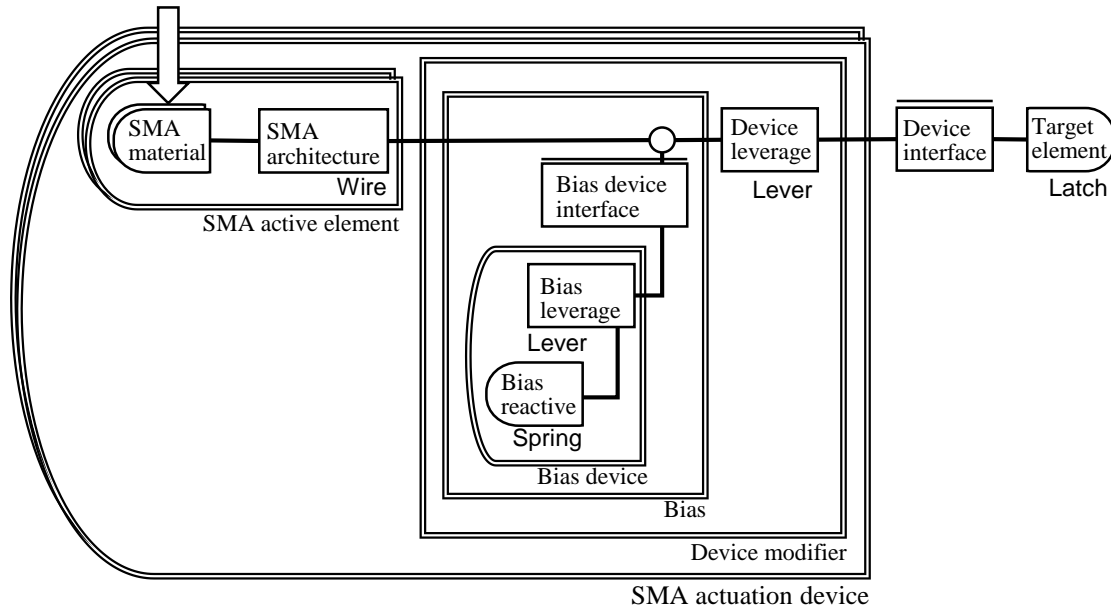 SMA
material
SMA
architecture
Wire
SMA active element
Device
leverage
Lever
Device
interface
Target
element
Latch
Bias device
interface
Bias
leverage
Lever
Bias
reactive
Spring
Bias device
Bias
Device modifier
SMA actuation device